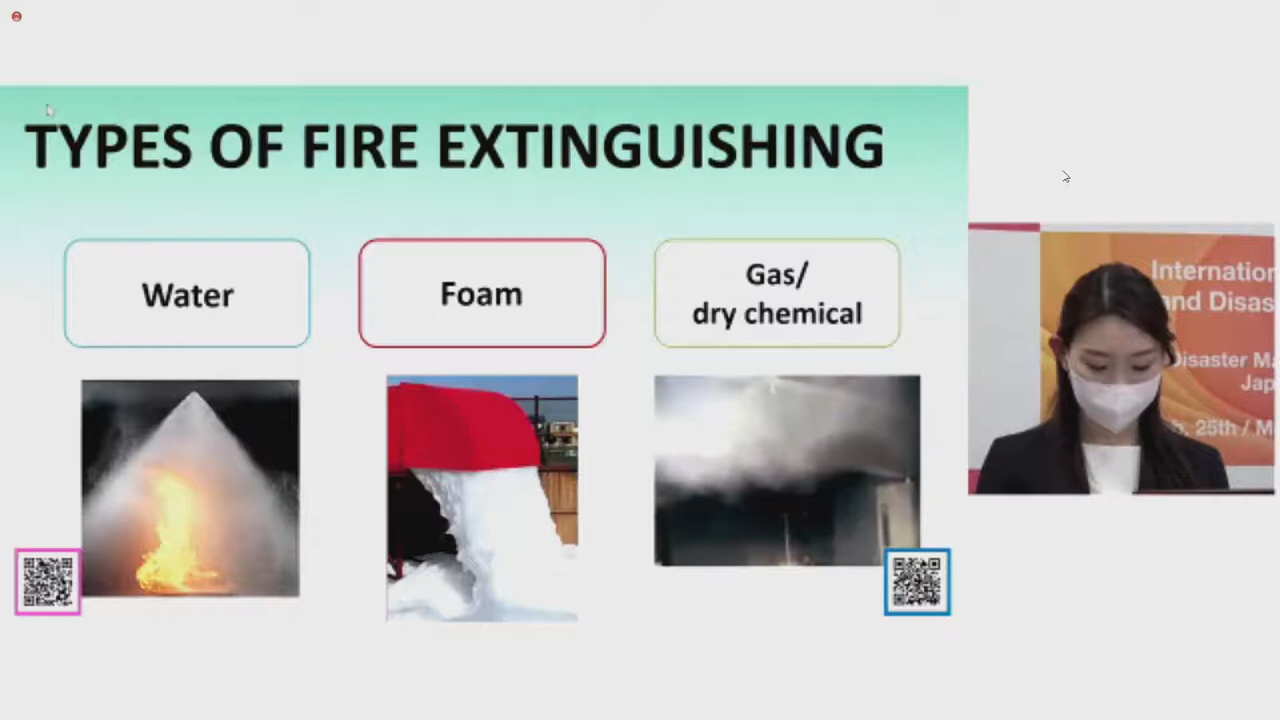 TYPES OF FIRE EXTINGUISHING
Water
Foam
Gas/
dry chemical
Internation
and Disas
Disaster Ma
Jap
25th / M